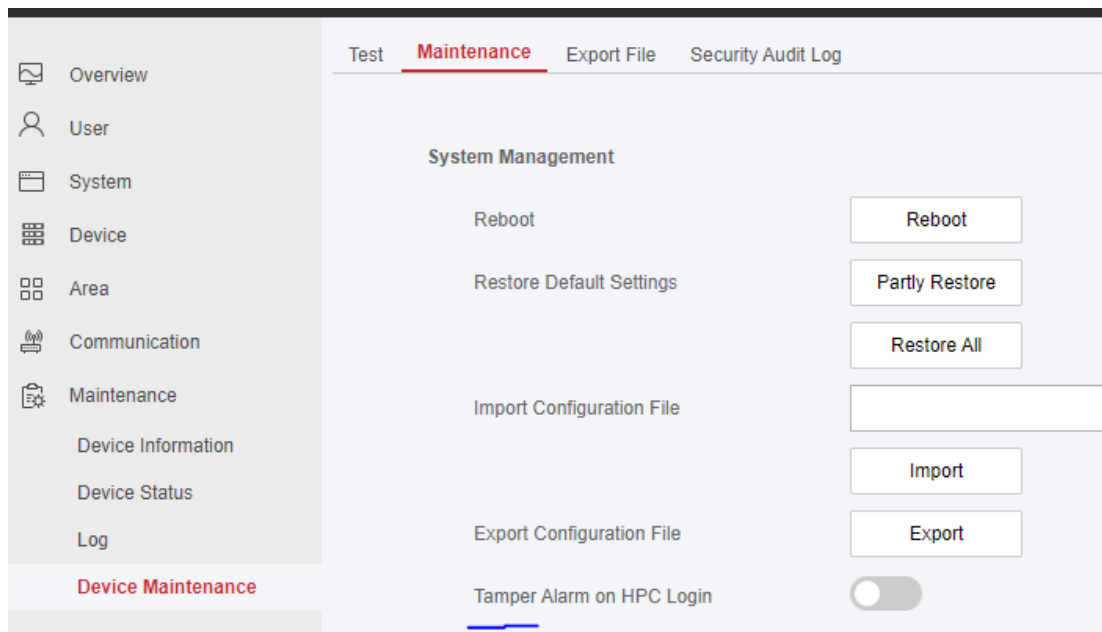 Test Maintenance Export File Security Audit Log
Overview
User
System
Device
Area
Communication
Maintenance
Device Information
Device Status
Log
Device Maintenance
System Management
Reboot Reboot
Restore Default Settings Partly Restore
Restore All
Import Configuration File
Import
Export Configuration File Export
Tamper Alarm on HPC Login